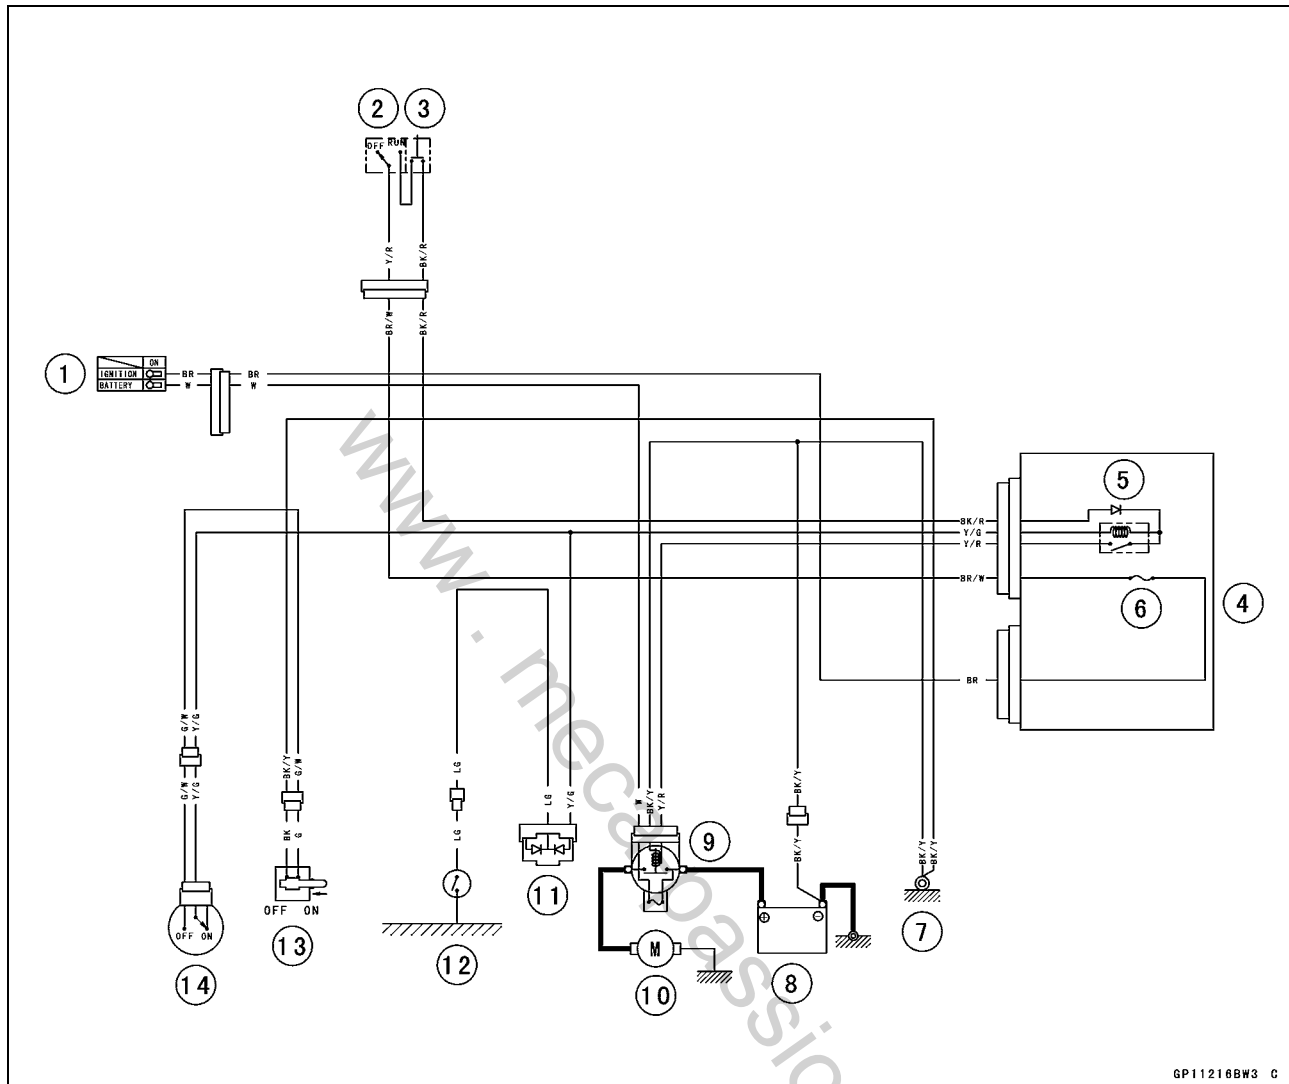 2 3
OFF RUN
Y/R BK/R
BR/W BK/R
1
ON
IGNITION BR BR
BATTERY W W
5
BK/R
Y/G
Y/R
BR/W
6
4
BR
G/W Y/G
BK/Y G/W
LG
LG Y/G
W BK/Y Y/R
BK/Y
G/W Y/G
BK G
LG
BK/Y
BK/Y BK/Y
9
M
OFF ON
OFF ON
11
7
13
12
14
10
8
www.mecanpassio
GP11216BW3 C